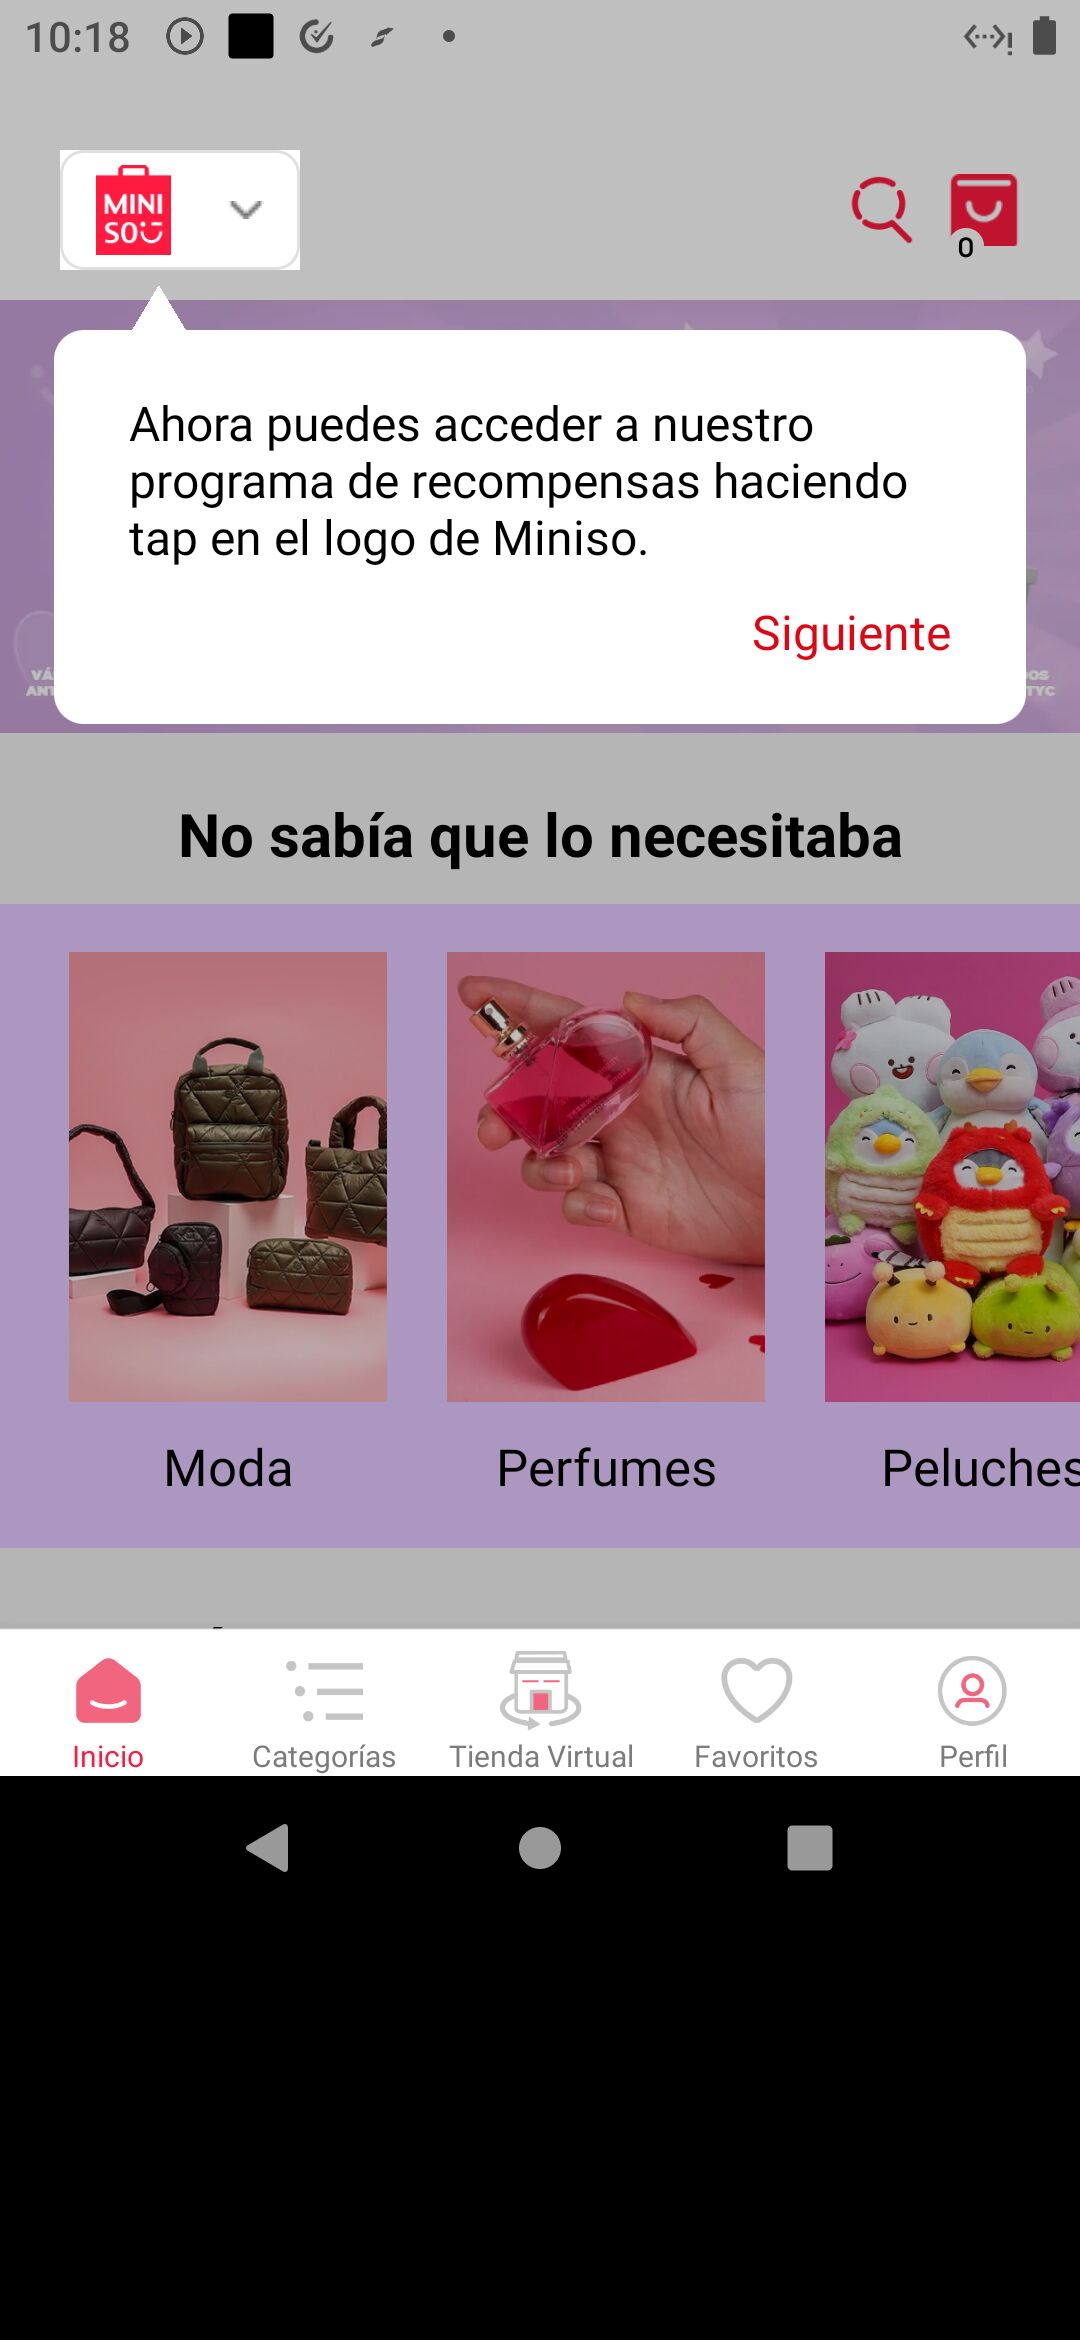 10:18
MINI
SO
0
Ahora puedes acceder a nuestro
programa de recompensas haciendo
tap en el logo de Miniso.
Siguiente
No sabía que lo necesitaba
Moda
Perfumes
Peluches
Inicio
Categorías
Tienda Virtual
Favoritos
Perfil